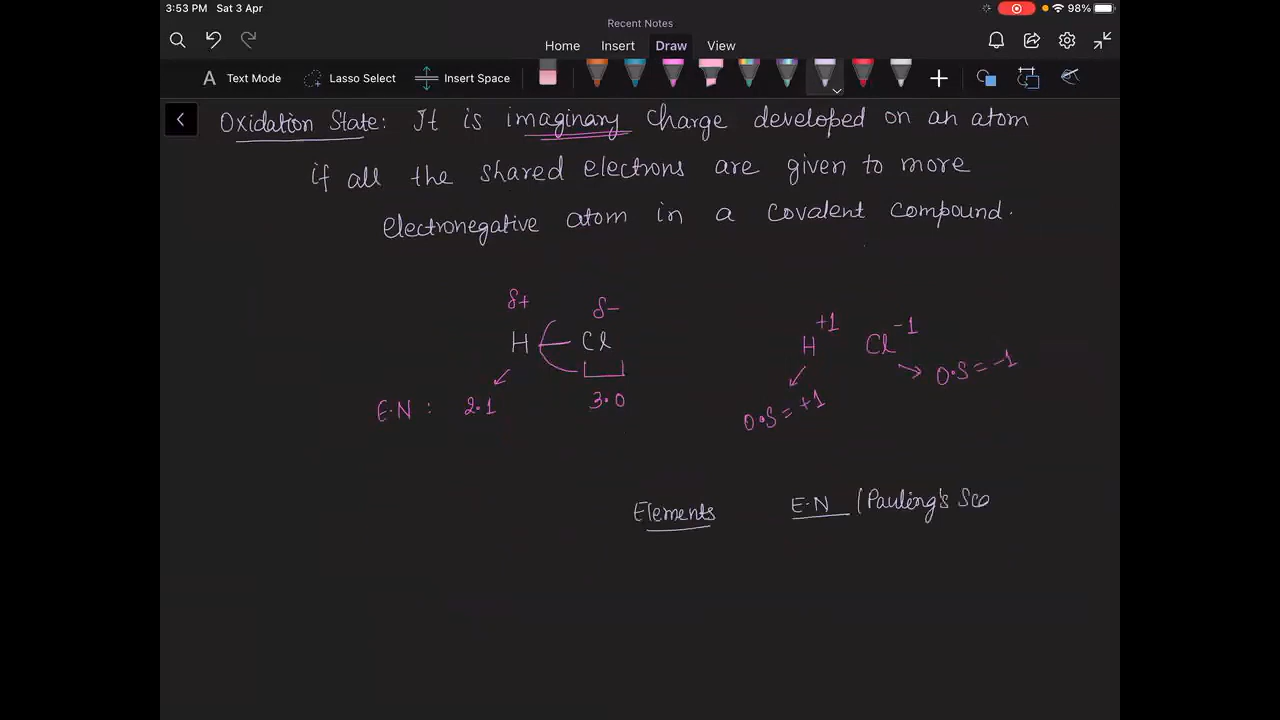 3:53 PM Sat 3 Apr
98%
Recent Notes
Home Insert Draw View
Text Mode Lasso Select Insert Space
Oxidation State: It is imaginary charge developed on an atom
if all the shared electrons are given to more
electronegative atom in a covalent compound.
δ+ δ-
H - Cl
E.N : 2.1 3.0
H+1 Cl-1
O.S = +1 O.S = -1
Elements E.N (Pauling's Sca